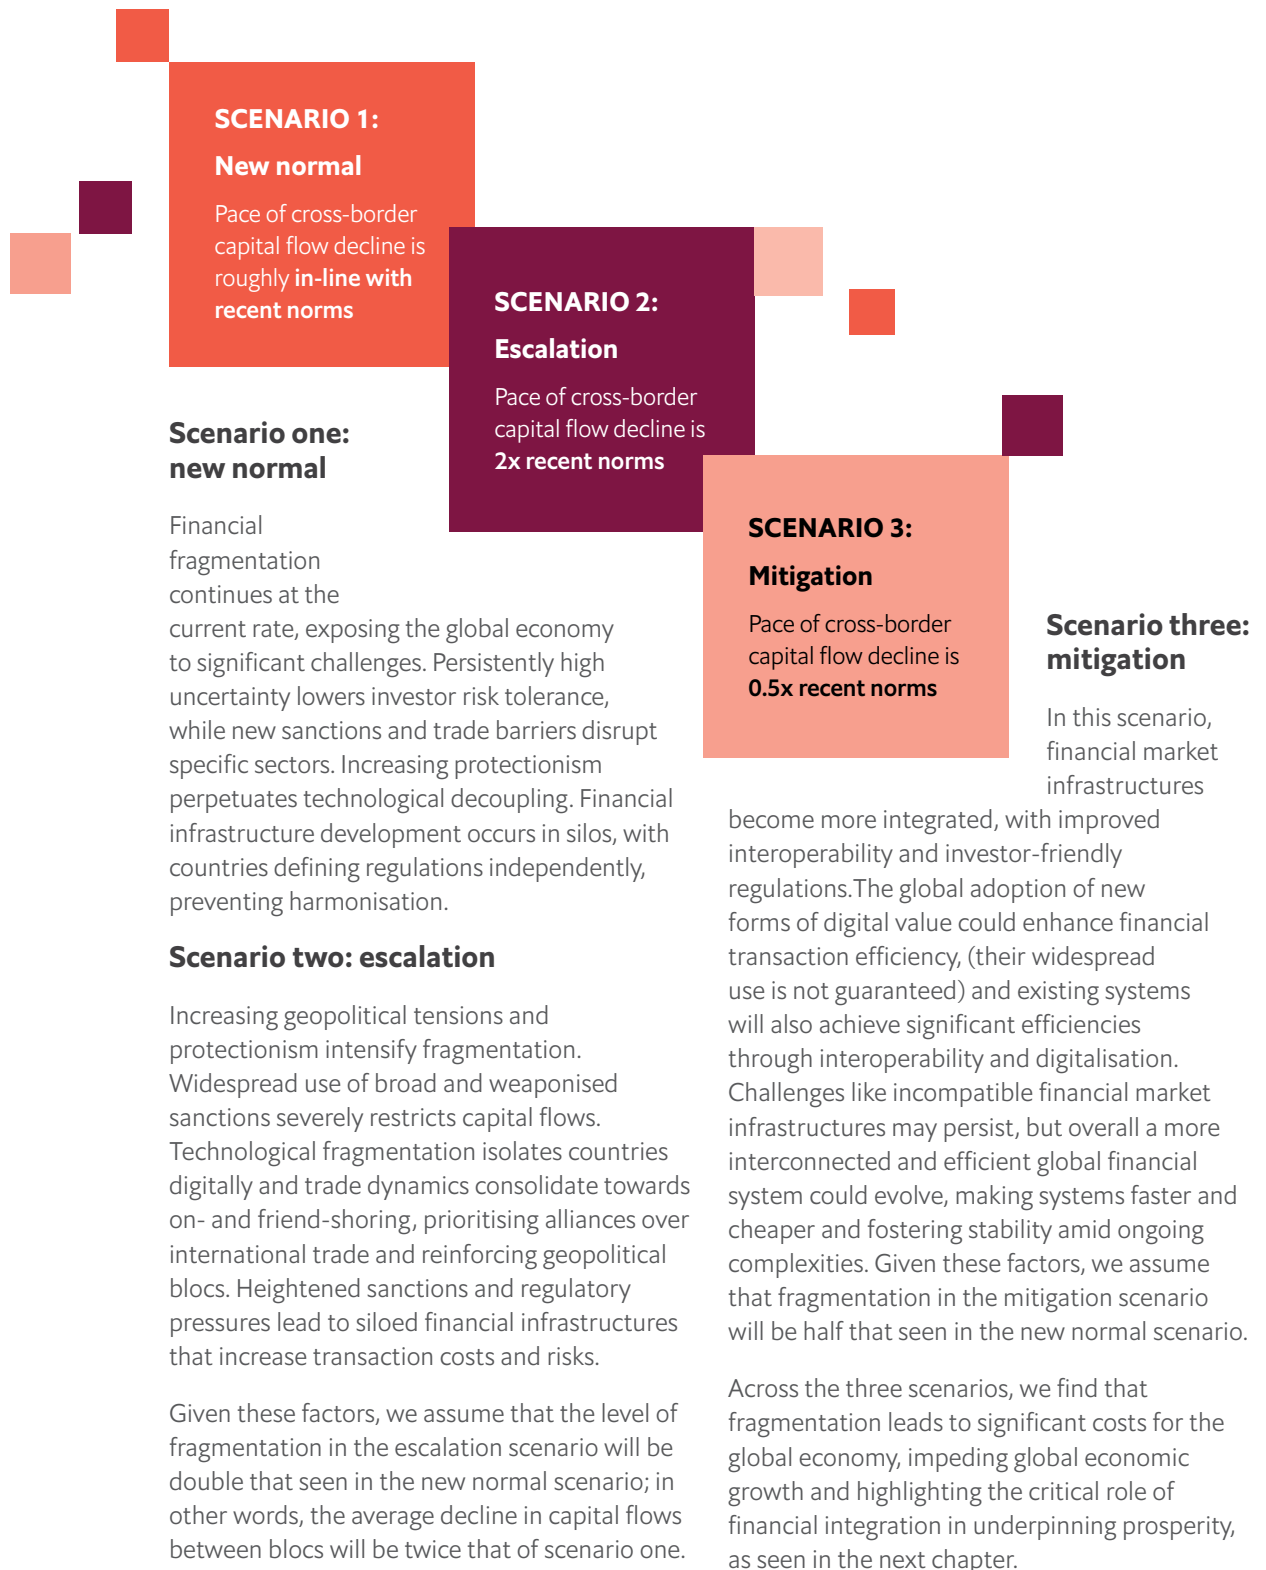 SCENARIO 1:
New normal
Pace of cross-border
capital flow decline is
roughly in-line with
recent norms
SCENARIO 2:
Escalation
Pace of cross-border
capital flow decline is
2x recent norms
SCENARIO 3:
Mitigation
Pace of cross-border
capital flow decline is
0.5x recent norms
Scenario one:
new normal
Financial
fragmentation
continues at the
current rate, exposing the global economy
to significant challenges. Persistently high
uncertainty lowers investor risk tolerance,
while new sanctions and trade barriers disrupt
specific sectors. Increasing protectionism
perpetuates technological decoupling. Financial
infrastructure development occurs in silos, with
countries defining regulations independently,
preventing harmonisation.
Scenario two: escalation
Increasing geopolitical tensions and
protectionism intensify fragmentation.
Widespread use of broad and weaponised
sanctions severely restricts capital flows.
Technological fragmentation isolates countries
digitally and trade dynamics consolidate towards
on- and friend-shoring, prioritising alliances over
international trade and reinforcing geopolitical
blocs. Heightened sanctions and regulatory
pressures lead to siloed financial infrastructures
that increase transaction costs and risks.
Given these factors, we assume that the level of
fragmentation in the escalation scenario will be
double that seen in the new normal scenario; in
other words, the average decline in capital flows
between blocs will be twice that of scenario one.
Scenario three:
mitigation
In this scenario,
financial market
infrastructures
become more integrated, with improved
interoperability and investor-friendly
regulations.The global adoption of new
forms of digital value could enhance financial
transaction efficiency, (their widespread
use is not guaranteed) and existing systems
will also achieve significant efficiencies
through interoperability and digitalisation.
Challenges like incompatible financial market
infrastructures may persist, but overall a more
interconnected and efficient global financial
system could evolve, making systems faster and
cheaper and fostering stability amid ongoing
complexities. Given these factors, we assume
that fragmentation in the mitigation scenario
will be half that seen in the new normal scenario.
Across the three scenarios, we find that
fragmentation leads to significant costs for the
global economy, impeding global economic
growth and highlighting the critical role of
financial integration in underpinning prosperity,
as seen in the next chapter.